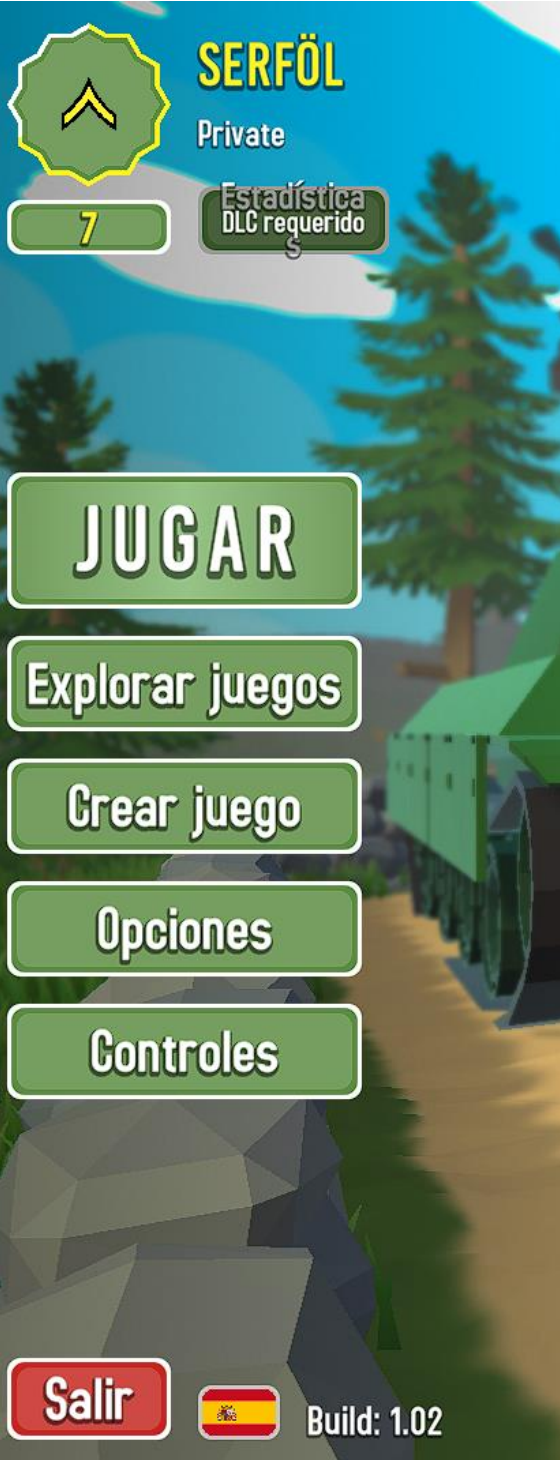 SERFÖL
Private
7
Estadística
DLC requerido
s
JUGAR
Explorar juegos
Crear juego
Opciones
Controles
Salir
Build: 1.02